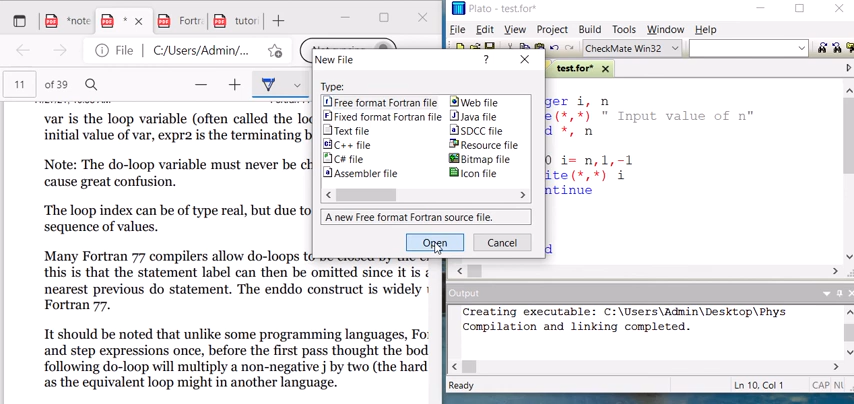 *note
*
Fortr
tutori
File C:/Users/Admin/...
11 of 39
var is the loop variable (often called the loo
initial value of var, expr2 is the terminating b
Note: The do-loop variable must never be ch
cause great confusion.
The loop index can be of type real, but due to
sequence of values.
Many Fortran 77 compilers allow do-loops to be closed by the e
this is that the statement label can then be omitted since it is a
nearest previous do statement. The enddo construct is widely
Fortran 77.
It should be noted that unlike some programming languages, Fo
and step expressions once, before the first pass thought the bod
following do-loop will multiply a non-negative j by two (the hard
as the equivalent loop might in another language.
New File
?
Type:
Free format Fortran file
Fixed format Fortran file
Text file
C++ file
C# file
Assembler file
Web file
Java file
SDCC file
Resource file
Bitmap file
Icon file
A new Free format Fortran source file.
Open
Cancel
Plato - test.for*
File Edit View Project Build Tools Window Help
CheckMate Win32
test.for*
ger i, n
e(*,*) " Input value of n"
d *, n
0 i= n,1,-1
ite(*,*) i
ntinue
d
Output
Creating executable: C:\Users\Admin\Desktop\Phys
Compilation and linking completed.
Ready
Ln 10, Col 1
CAP